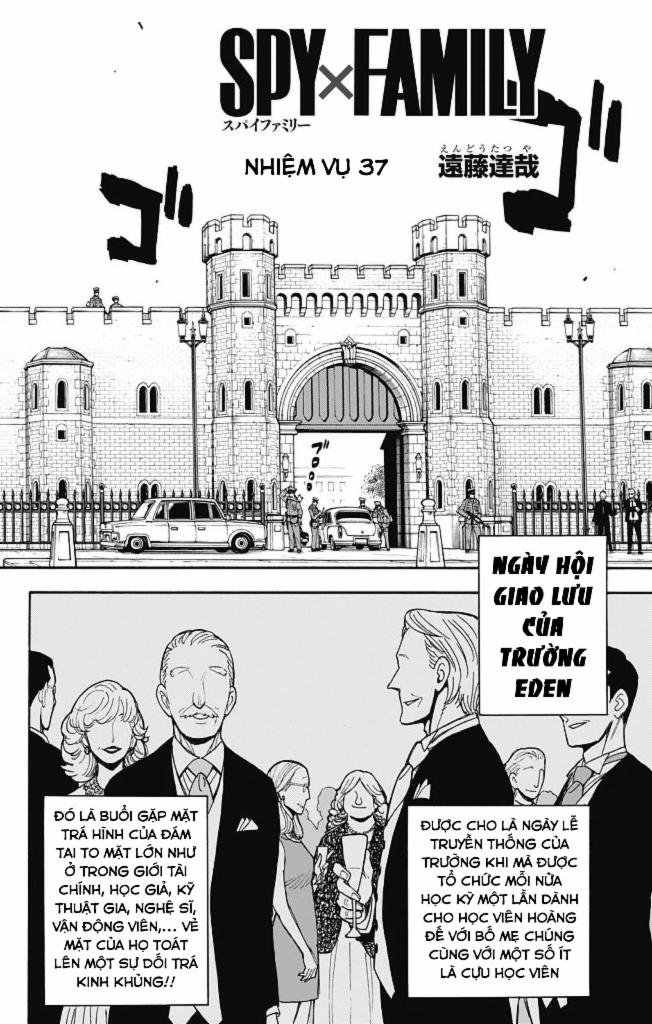 SPY×FAMILY
スパイファミリー
NHIỆM VỤ 37
えんどうたつや
遠藤達哉
ゴゴ
ブロロロ
NGÀY HỘI
GIAO LƯU
CỦA
TRƯỜNG
EDEN
ĐƯỢC CHO LÀ NGÀY LỄ
TRUYỀN THỐNG CỦA
TRƯỜNG KHI MÀ ĐƯỢC
TỔ CHỨC MỖI NỬA
HỌC KỲ MỘT LẦN DÀNH
CHO HỌC VIÊN HOÀNG
ĐẾ VỚI BỐ MẸ CHÚNG
CÙNG VỚI MỘT SỐ ÍT
LÀ CỰU HỌC VIÊN
ĐÓ LÀ BUỔI GẶP MẶT
TRÁ HÌNH CỦA ĐÁM
TAI TO MẶT LỚN NHƯ
Ở TRONG GIỚI TÀI
CHÍNH, HỌC GIẢ, KỸ
THUẬT GIA, NGHỆ SĨ,
VẬN ĐỘNG VIÊN,... VẺ
MẶT CỦA HỌ TOÁT
LÊN MỘT SỰ DỐI TRÁ
KINH KHỦNG!!